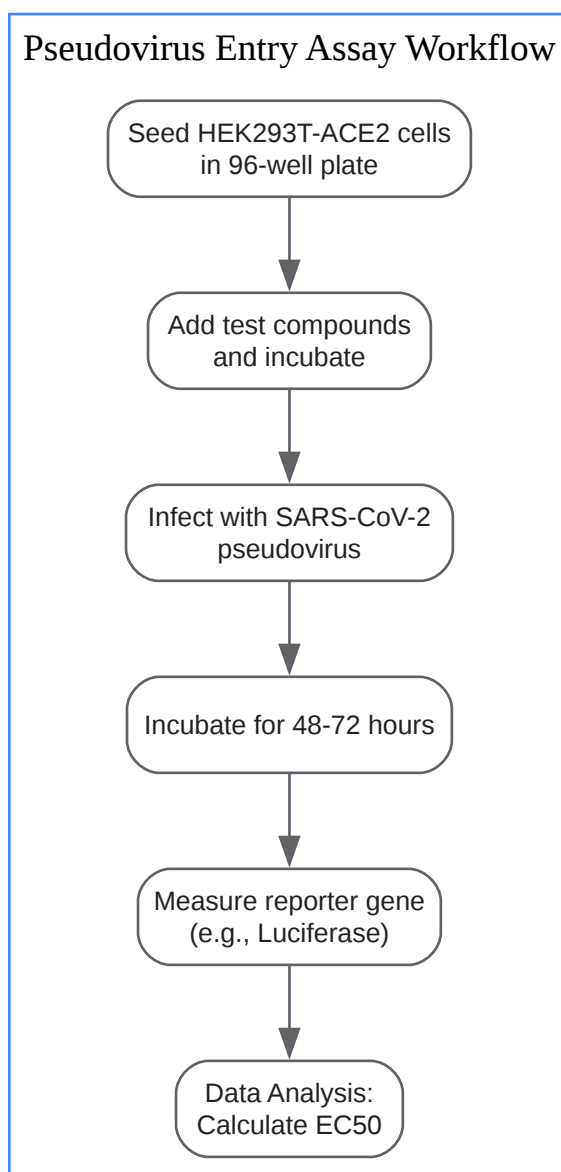 Pseudovirus Entry Assay Workflow
Seed HEK293T-ACE2 cells
in 96-well plate
Add test compounds
and incubate
Infect with SARS-CoV-2
pseudovirus
Incubate for 48-72 hours
Measure reporter gene
(e.g., Luciferase)
Data Analysis:
Calculate EC50